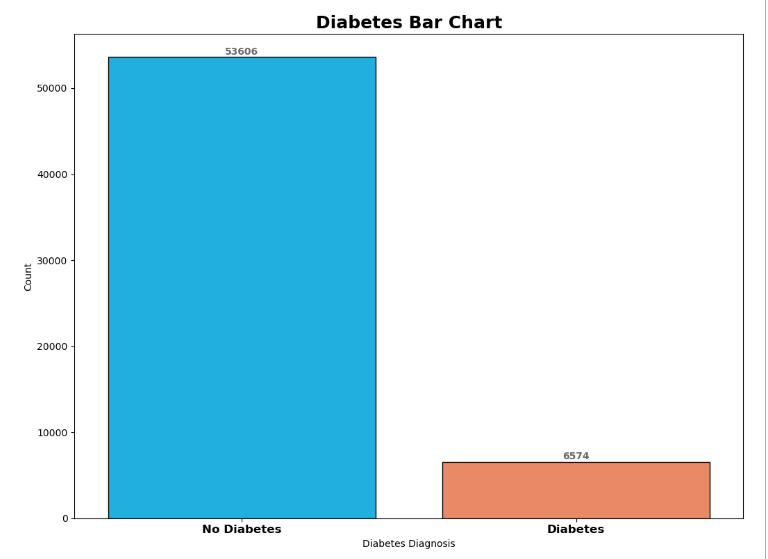 Diabetes Bar Chart
53606
50000
40000
30000
20000
10000
0
Count
6574
No Diabetes
Diabetes
Diabetes Diagnosis